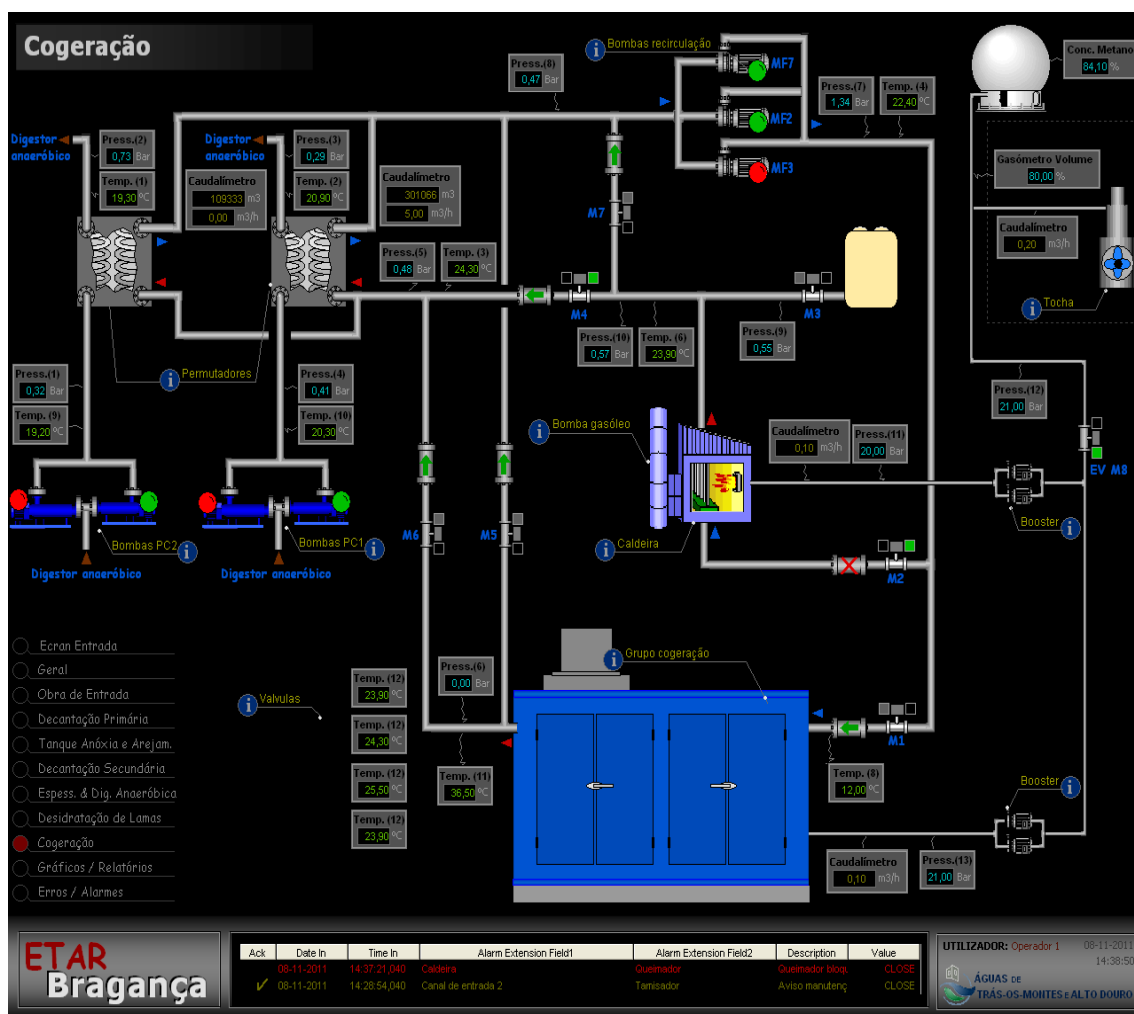 Cogeração
Bombas recirculação
Press.(8)
0,47 Bar
MF7
MF2
MF3
Press.(7)
1,34 Bar
Temp. (4)
22,40 ºC
Conc. Metano
84,10 %
Digestor
anaeróbico
Press.(2)
0,73 Bar
Temp. (1)
19,30 ºC
Caudalímetro
109333 m3
0,00 m3/h
Digestor
anaeróbico
Press.(3)
0,29 Bar
Temp. (2)
20,90 ºC
Caudalímetro
301066 m3
5,00 m3/h
Gasómetro Volume
80,00 %
Caudalímetro
0,20 m3/h
Tocha
M7
Press.(5)
0,48 Bar
Temp. (3)
24,30 ºC
M4
M3
Press.(10)
0,57 Bar
Temp. (6)
23,90 ºC
Press.(9)
0,55 Bar
Permutadores
Press.(1)
0,32 Bar
Temp. (9)
19,20 ºC
Press.(4)
0,41 Bar
Temp. (10)
20,30 ºC
Press.(12)
21,00 Bar
Bomba gasóleo
Caudalímetro
0,10 m3/h
Press.(11)
20,00 Bar
EV M8
Booster
Bombas PC2
Bombas PC1
M6
M5
Caldeira
M2
Digestor anaeróbico
Digestor anaeróbico
Ecran Entrada
Geral
Obra de Entrada
Decantação Primária
Tanque Anóxia e Arejam.
Decantação Secundária
Espess. & Dig. Anaeróbica
Desidratação de Lamas
Cogeração
Gráficos / Relatórios
Erros / Alarmes
Valvulas
Temp. (12)
23,90 ºC
Temp. (12)
24,30 ºC
Temp. (12)
25,50 ºC
Temp. (12)
23,90 ºC
Press.(6)
0,00 Bar
Temp. (11)
36,50 ºC
Grupo cogeração
M1
Temp. (8)
12,00 ºC
Booster
Caudalímetro
0,10 m3/h
Press.(13)
21,00 Bar
ETAR
Bragança
Ack Date In Time In Alarm Extension Field1 Alarm Extension Field2 Description Value
08-11-2011 14:37:21,040 Caldeira Queimador Queimador bloqu CLOSE
✓ 08-11-2011 14:28:54,040 Canal de entrada 2 Tamisador Aviso manutenç CLOSE
UTILIZADOR: Operador 1 08-11-2011
14:38:50
ÁGUAS DE
TRÁS-OS-MONTES E ALTO DOURO